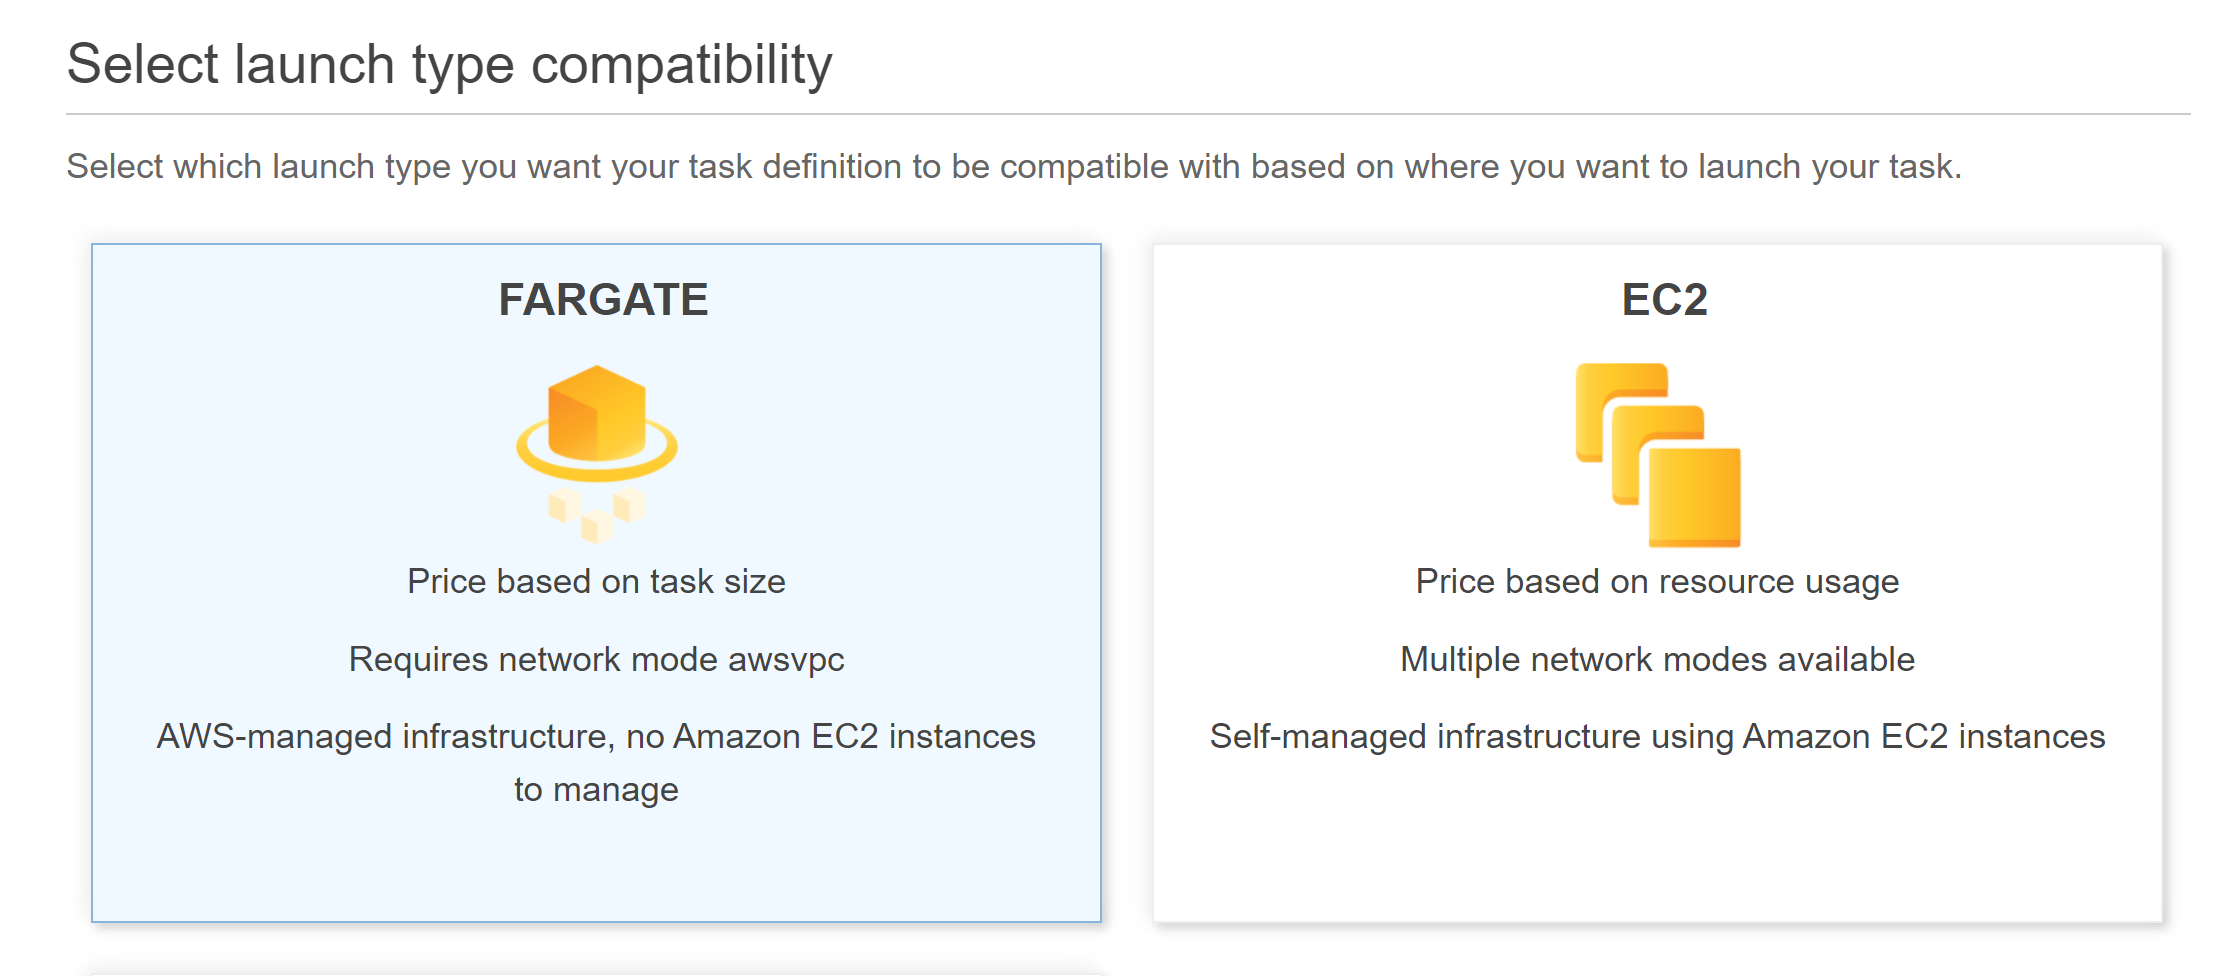 Select launch type compatibility
Select which launch type you want your task definition to be compatible with based on where you want to launch your task.
FARGATE
Price based on task size
Requires network mode awsvpc
AWS-managed infrastructure, no Amazon EC2 instances
to manage
EC2
Price based on resource usage
Multiple network modes available
Self-managed infrastructure using Amazon EC2 instances